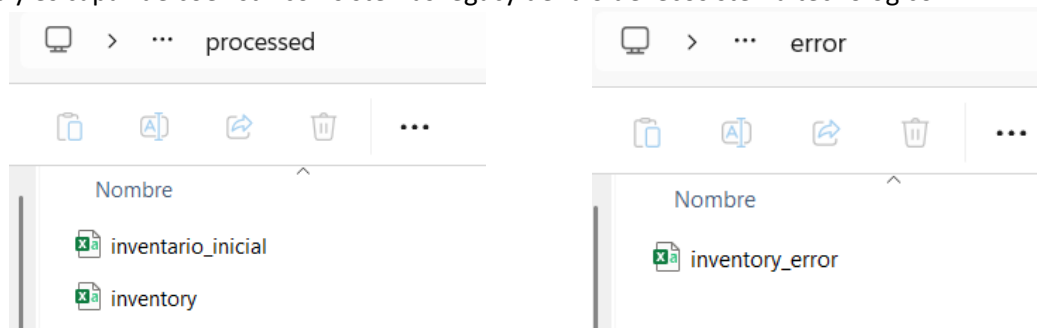 processed
Nombre
inventario_inicial
inventory
error
Nombre
inventory_error